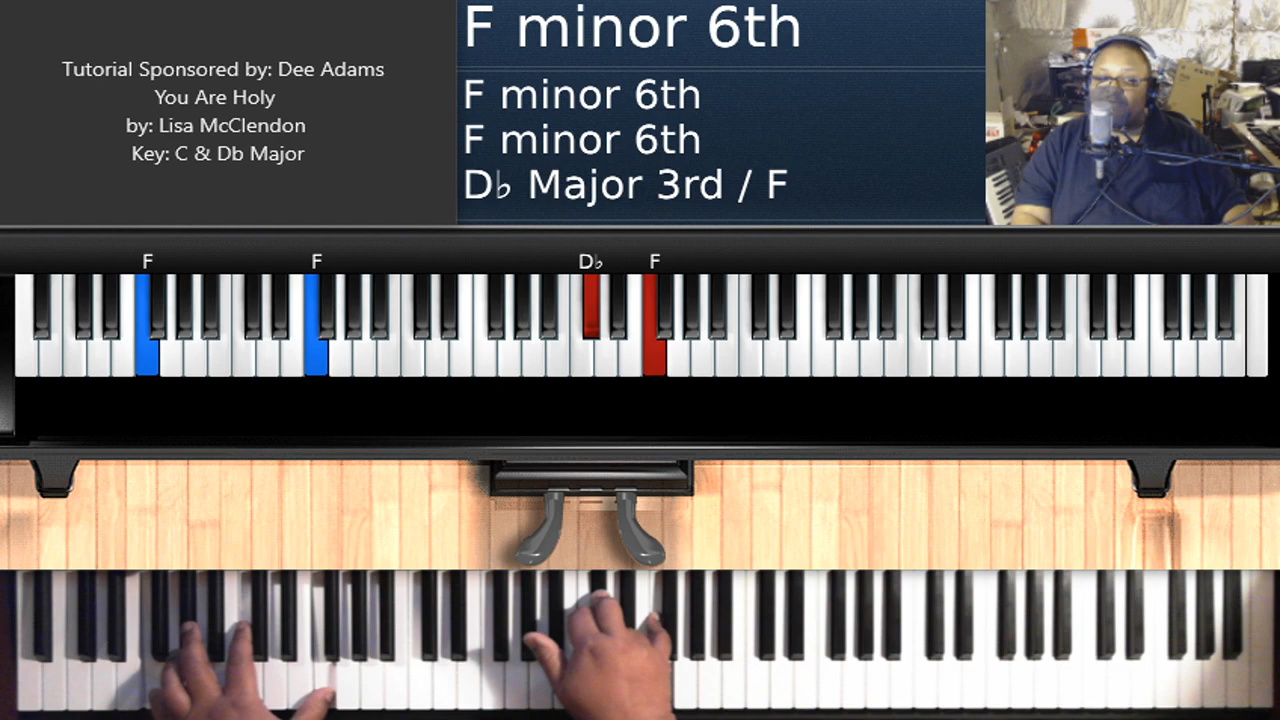 Tutorial Sponsored by: Dee Adams
You Are Holy
by: Lisa McClendon
Key: C & Db Major
F minor 6th
F minor 6th
F minor 6th
D♭ Major 3rd / F
F F D♭ F